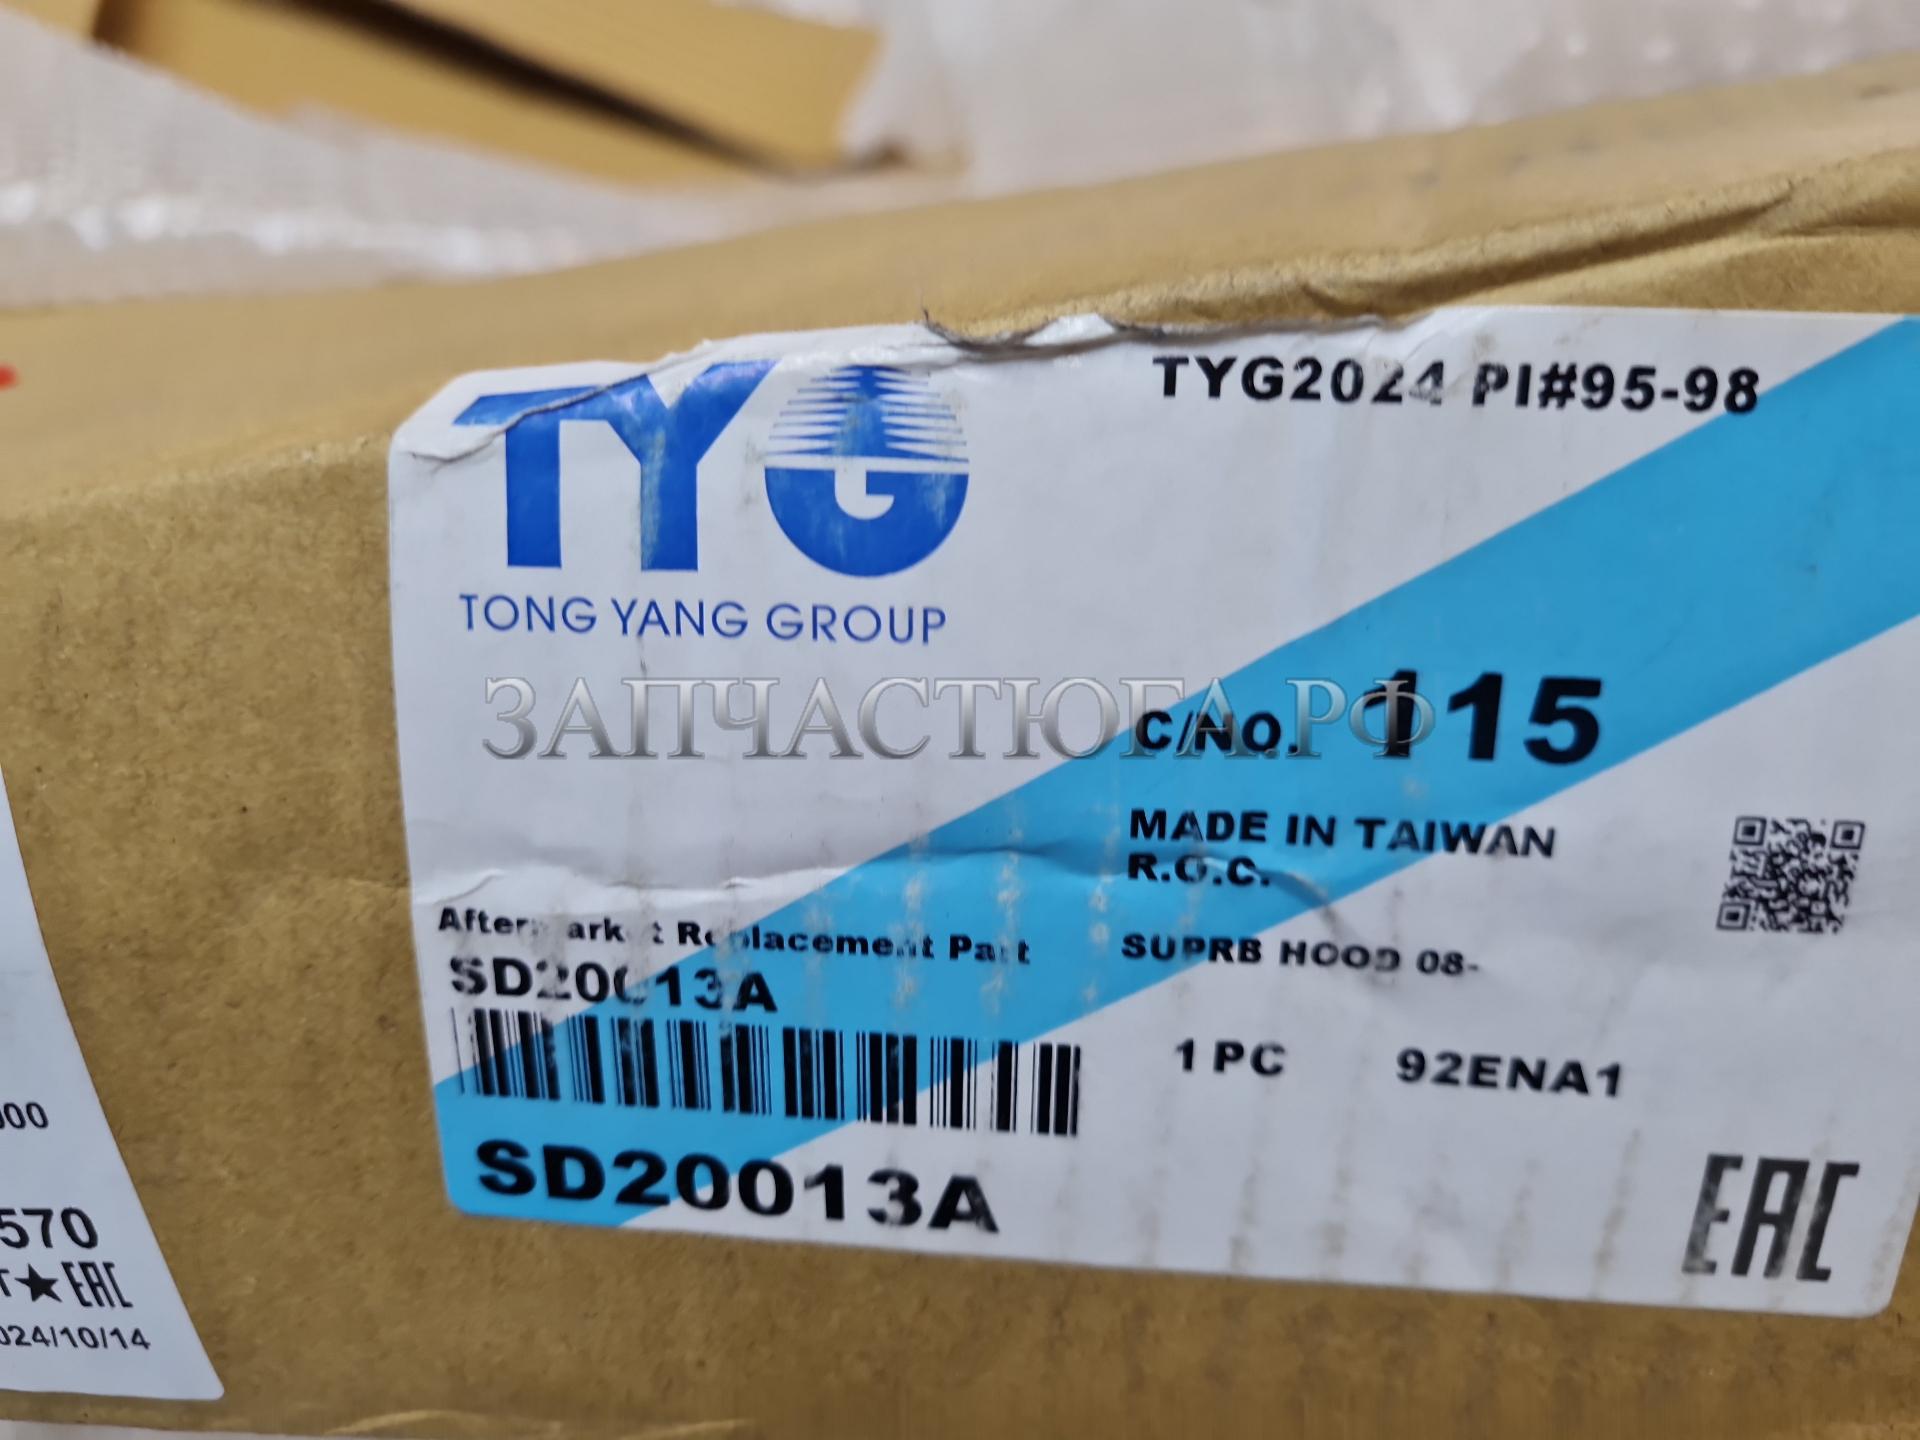 TYG
TONG YANG GROUP
TYG2024 PI#95-98
ЗАПЧАСТЮГА.РФ
C/NO. 115
MADE IN TAIWAN
R.O.C.
Aftermarket Replacement Part
SD20013A
SUPRB HOOD 08-
1 PC 92ENA1
SD20013A
EAC
000
570
EAC
024/10/14